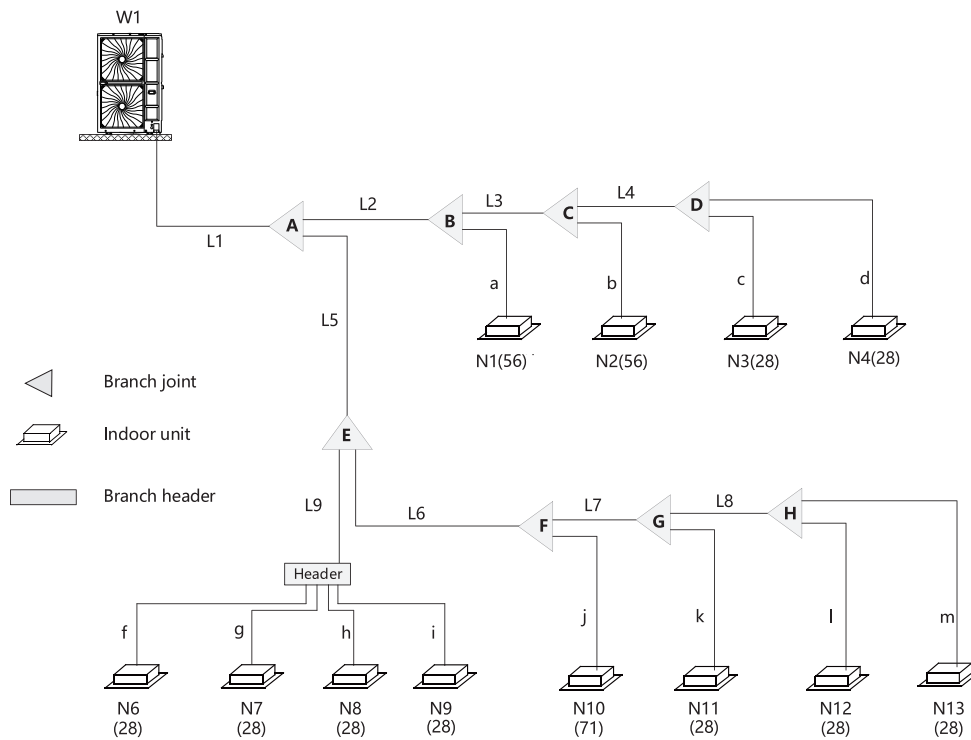 W1
L1
A
L2
B
L3
C
L4
D
a
b
c
d
N1(56)
N2(56)
N3(28)
N4(28)
L5
Branch joint
Indoor unit
Branch header
E
L9
L6
F
L7
G
L8
H
Header
f
g
h
i
j
k
l
m
N6
(28)
N7
(28)
N8
(28)
N9
(28)
N10
(71)
N11
(28)
N12
(28)
N13
(28)